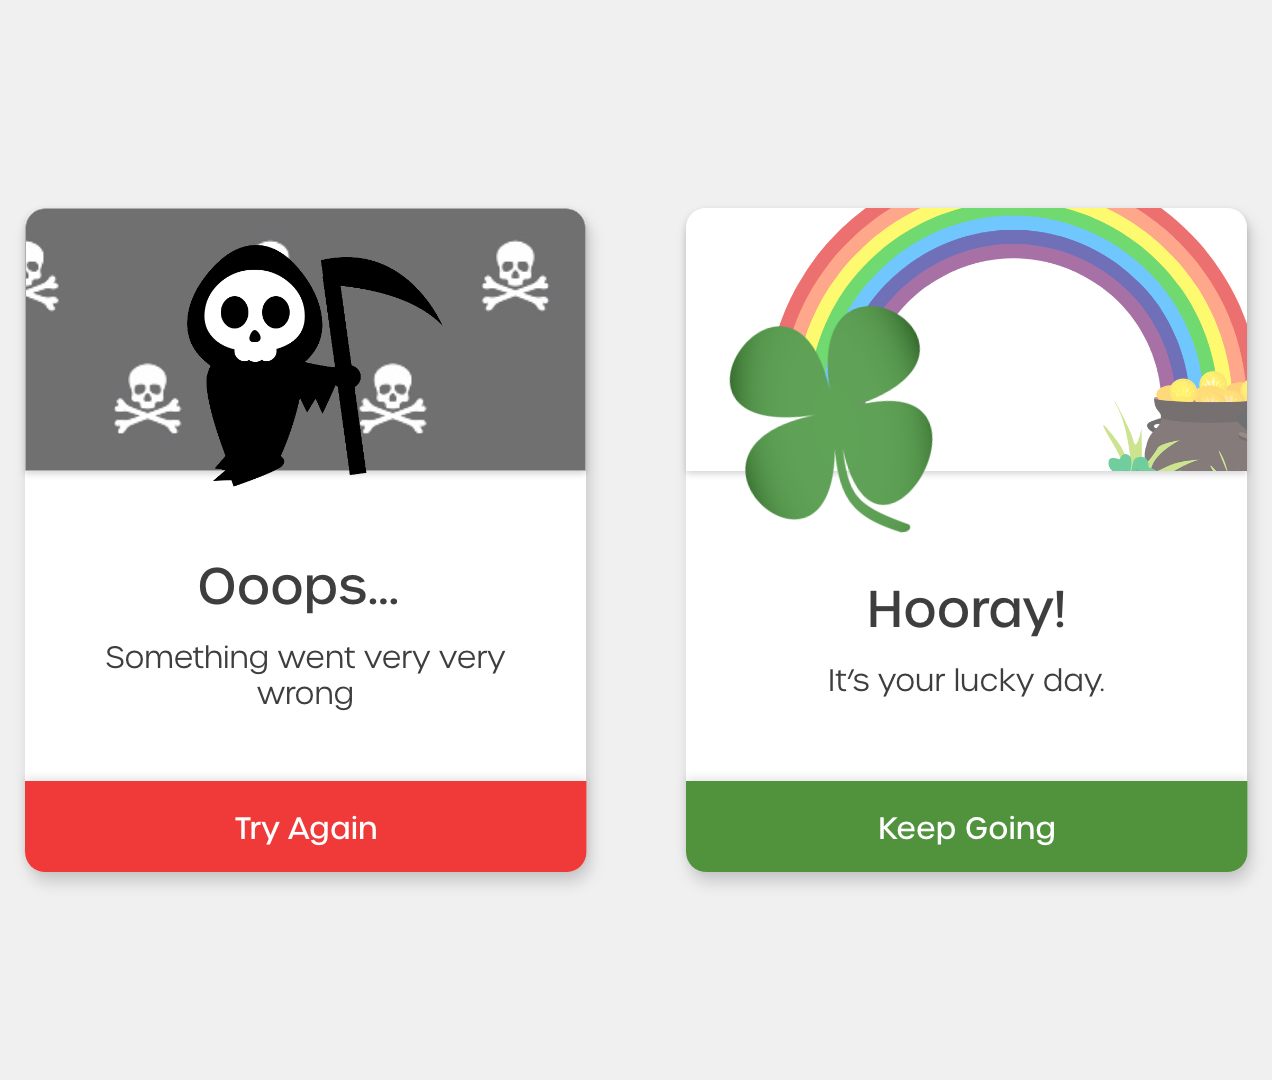 Ooops...
Something went very very
wrong
Try Again
Hooray!
It's your lucky day.
Keep Going